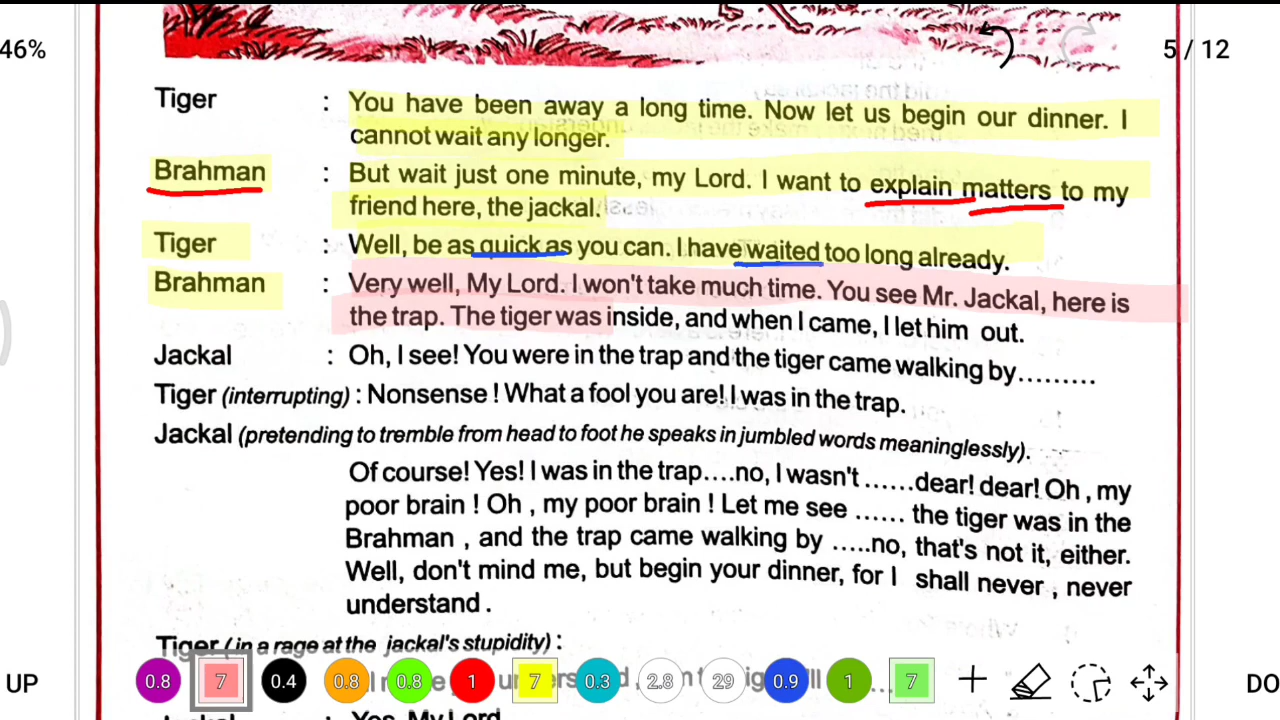 46%
5 / 12
Tiger : You have been away a long time. Now let us begin our dinner. I
cannot wait any longer.
Brahman : But wait just one minute, my Lord. I want to explain matters to my
friend here, the jackal.
Tiger : Well, be as quick as you can. I have waited too long already.
Brahman : Very well, My Lord. I won't take much time. You see Mr. Jackal, here is
the trap. The tiger was inside, and when I came, I let him out.
Jackal : Oh, I see! You were in the trap and the tiger came walking by.........
Tiger (interrupting) : Nonsense ! What a fool you are! I was in the trap.
Jackal (pretending to tremble from head to foot he speaks in jumbled words meaninglessly).
Of course! Yes! I was in the trap....no, I wasn't ......dear! dear! Oh , my
poor brain ! Oh , my poor brain ! Let me see ...... the tiger was in the
Brahman , and the trap came walking by .....no, that's not it, either.
Well, don't mind me, but begin your dinner, for I shall never , never
understand .
Tiger (in a rage at the jackal's stupidity) :
UP
0.8 7 0.4 0.8 0.8 1 7 0.3 2.8 29 0.9 1 7
DO
Jackal : Yes, My Lord